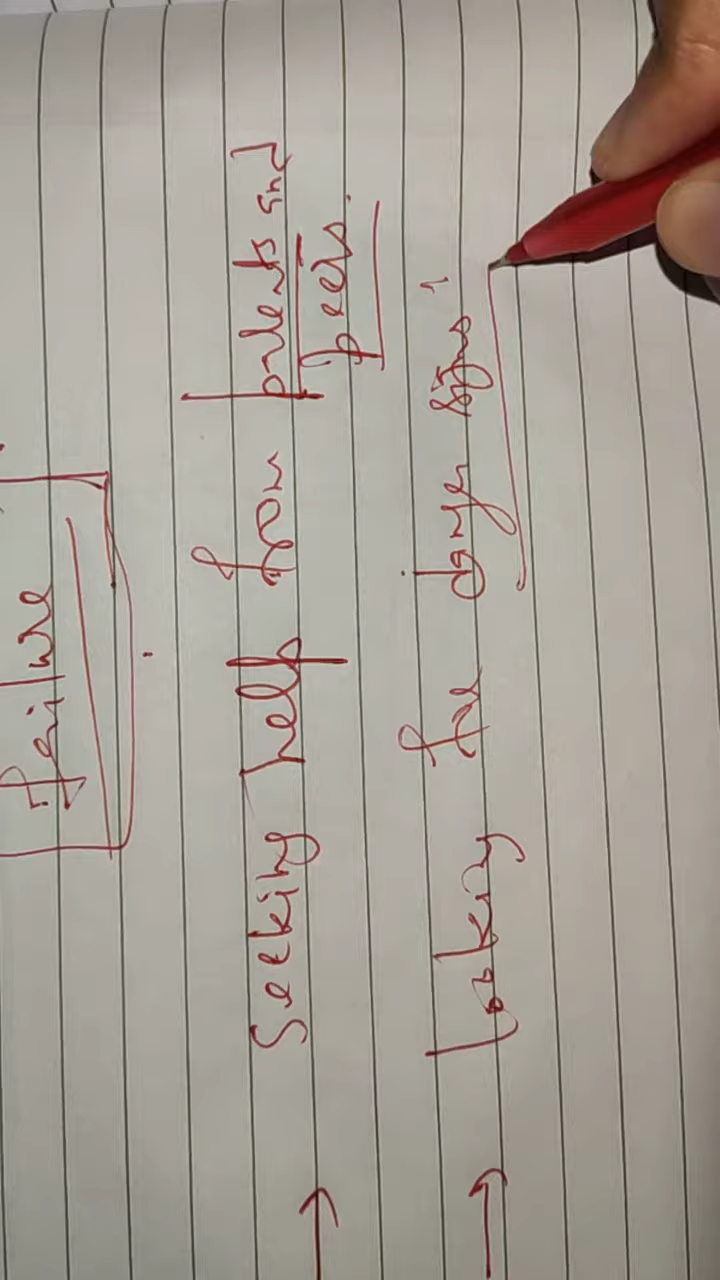 failure
→ Seeking help from parents and
peers.
→ Looking for danger signs